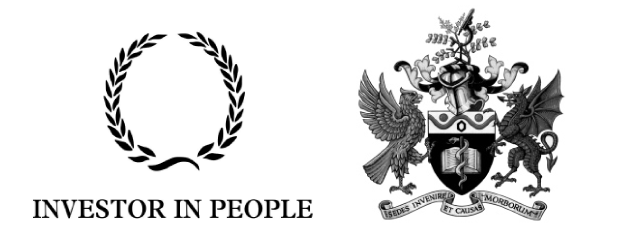 INVESTOR IN PEOPLE
SEDES INVENIRE ET CAUSAS MORBORUM